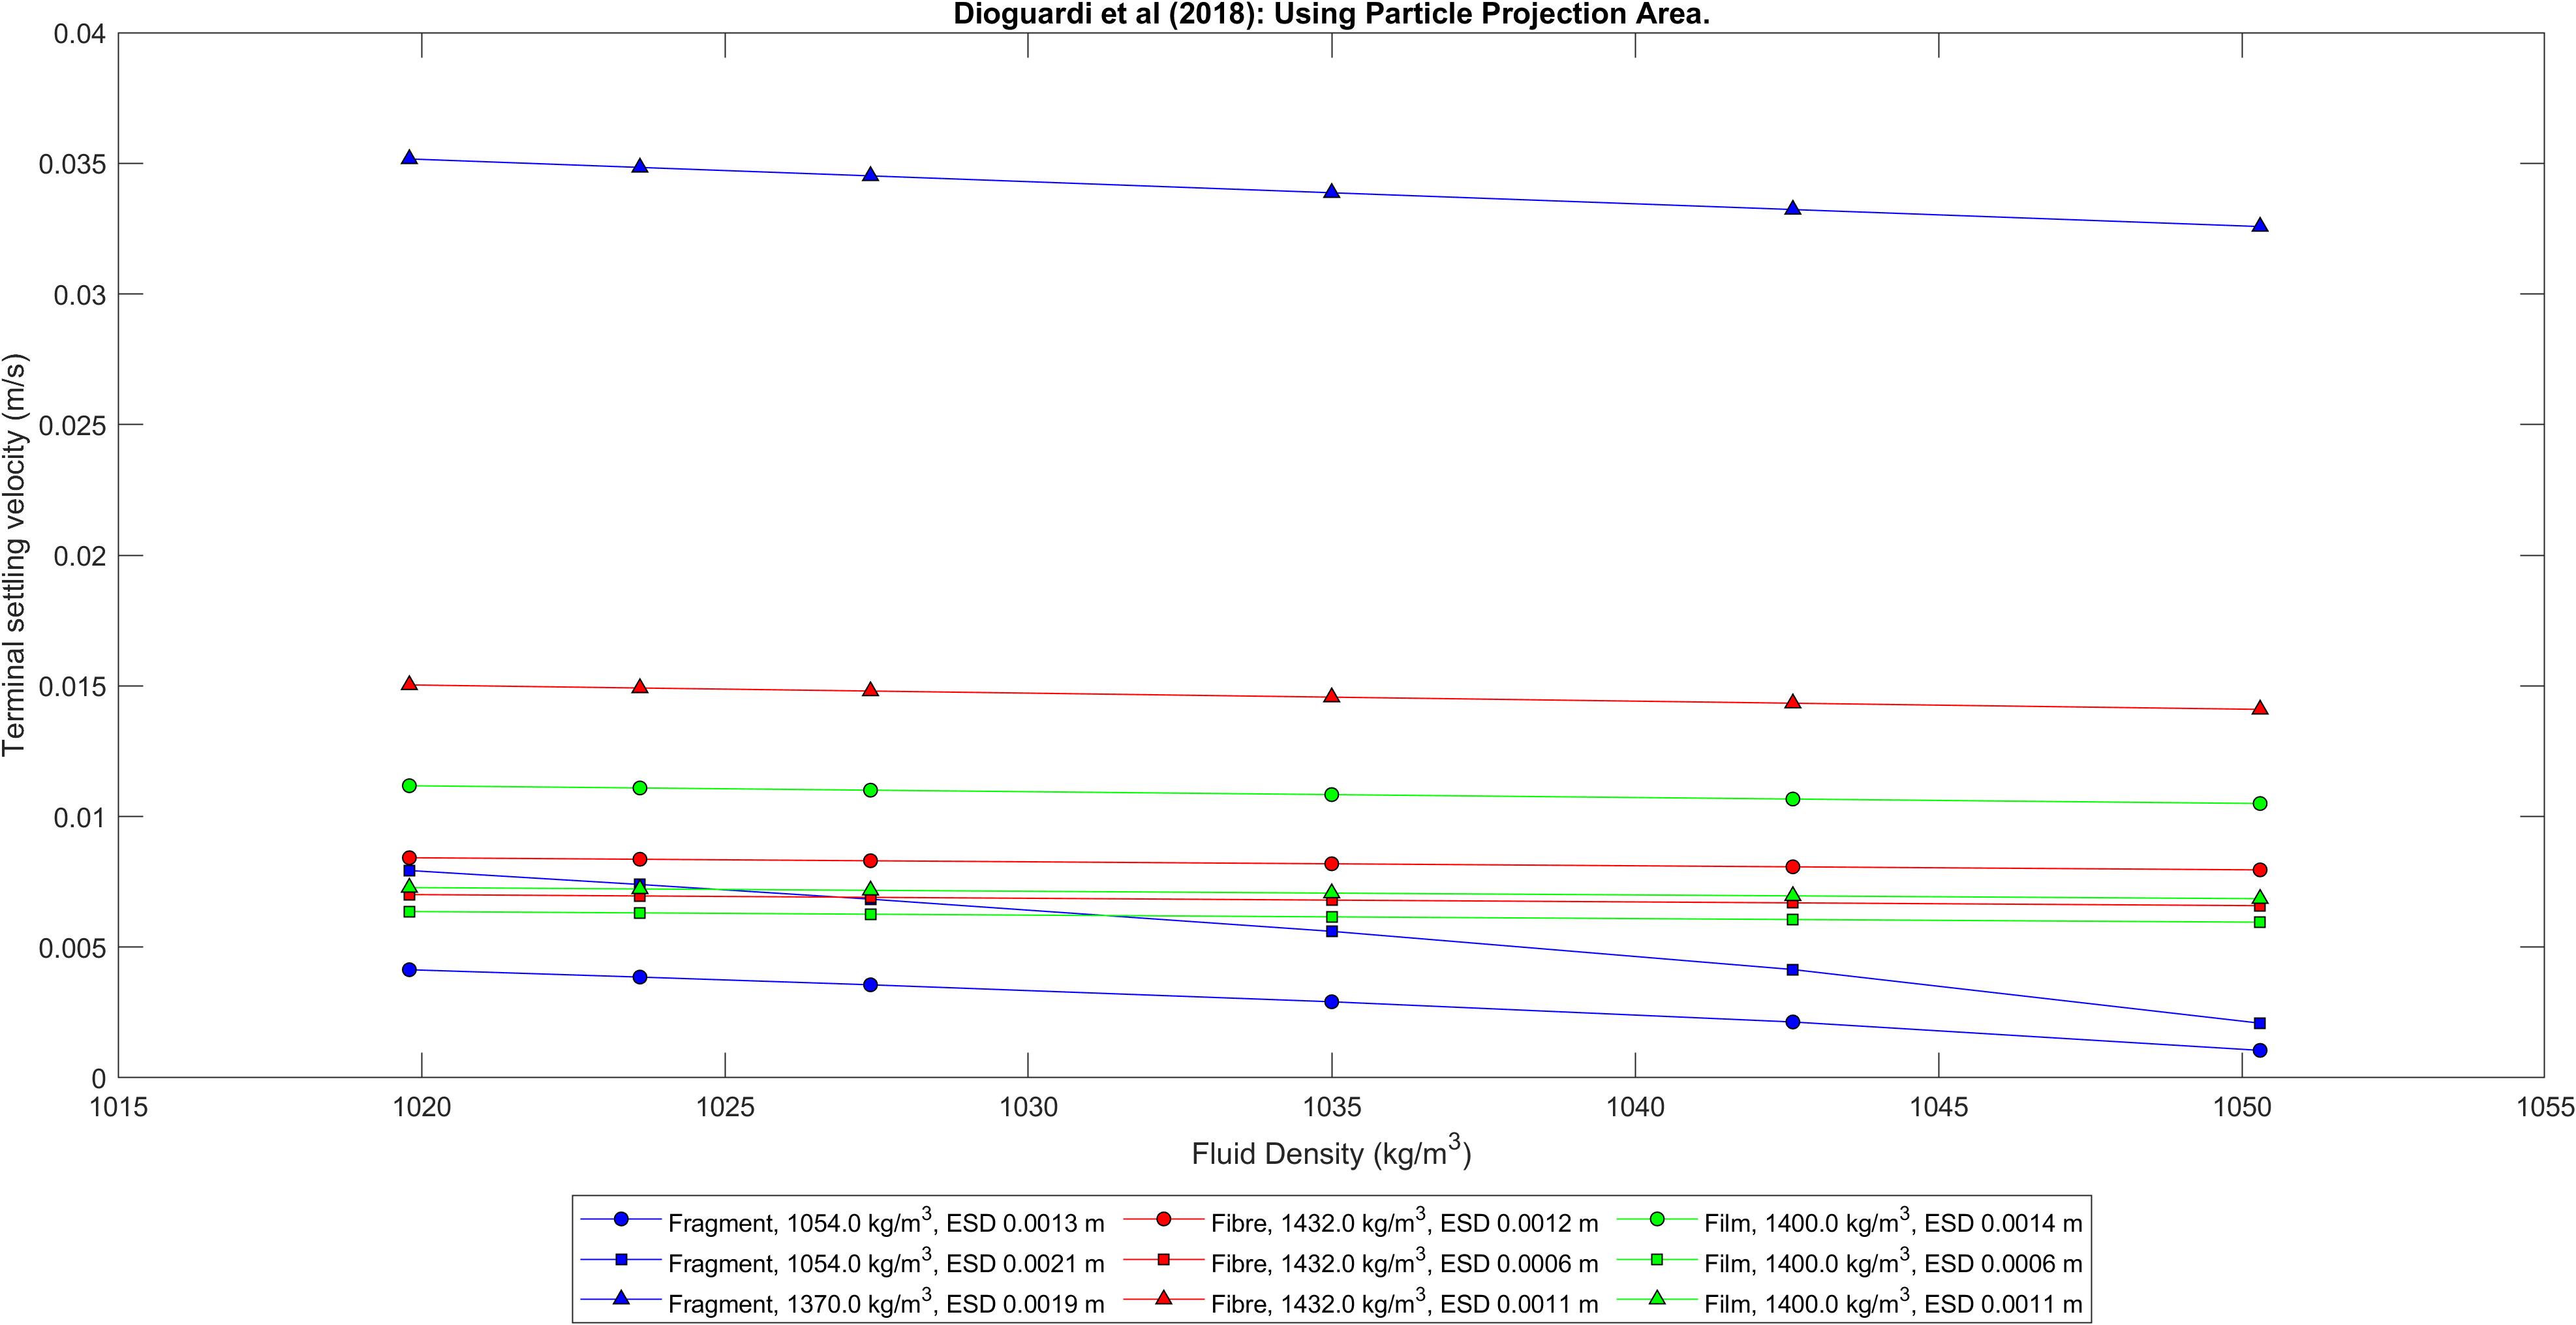 Dioguardi et al (2018): Using Particle Projection Area.
Terminal settling velocity (m/s)
0.04
0.035
0.03
0.025
0.02
0.015
0.01
0.005
0
1015 1020 1025 1030 1035 1040 1045 1050 1055
Fluid Density (kg/m³)
Fragment, 1054.0 kg/m³, ESD 0.0013 m
Fragment, 1054.0 kg/m³, ESD 0.0021 m
Fragment, 1370.0 kg/m³, ESD 0.0019 m
Fibre, 1432.0 kg/m³, ESD 0.0012 m
Fibre, 1432.0 kg/m³, ESD 0.0006 m
Fibre, 1432.0 kg/m³, ESD 0.0011 m
Film, 1400.0 kg/m³, ESD 0.0014 m
Film, 1400.0 kg/m³, ESD 0.0006 m
Film, 1400.0 kg/m³, ESD 0.0011 m